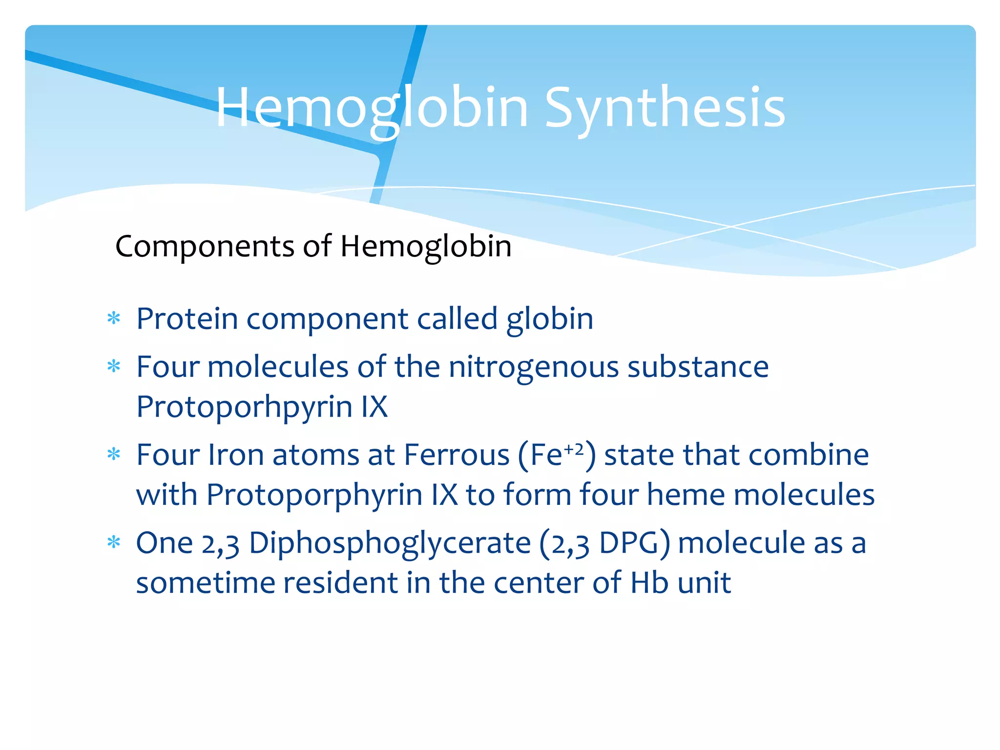 Hemoglobin Synthesis
Components of Hemoglobin
* Protein component called globin
* Four molecules of the nitrogenous substance
Protoporhpyrin IX
* Four Iron atoms at Ferrous (Fe⁺²) state that combine
with Protoporphyrin IX to form four heme molecules
* One 2,3 Diphosphoglycerate (2,3 DPG) molecule as a
sometime resident in the center of Hb unit